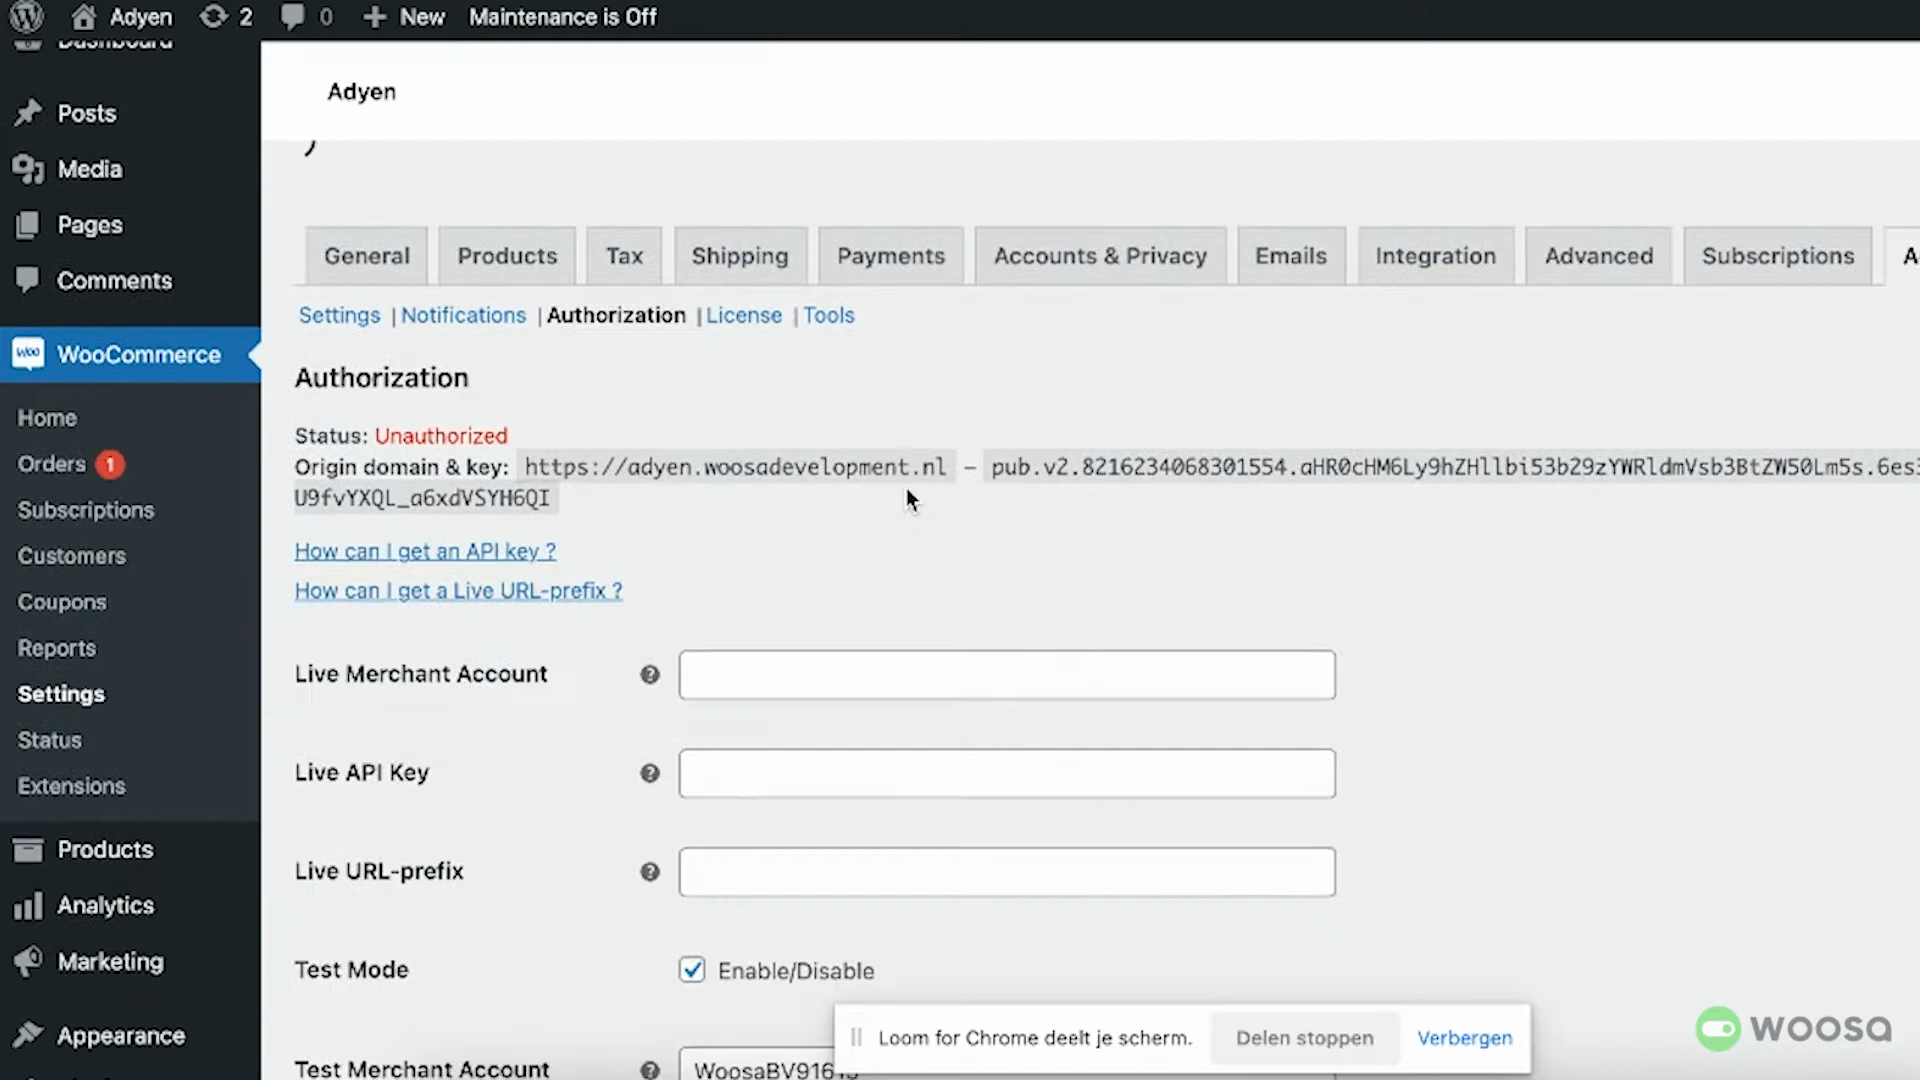 Adyen 2 0 New Maintenance is Off
Dashboard
Posts
Media
Pages
Comments
WooCommerce
Home
Orders 1
Subscriptions
Customers
Coupons
Reports
Settings
Status
Extensions
Products
Analytics
Marketing
Appearance
Adyen
General Products Tax Shipping Payments Accounts & Privacy Emails Integration Advanced Subscriptions
Settings | Notifications | Authorization | License | Tools
Authorization
Status: Unauthorized
Origin domain & key: https://adyen.woosadevelopment.nl – pub.v2.8216234068301554.aHR0cHM6Ly9hZHllbi53b29zYWRldmVsb3BtZW50Lm5s.6es3
U9fvYXQL_a6xdVSYH6QI
How can I get an API key ?
How can I get a Live URL-prefix ?
Live Merchant Account
Live API Key
Live URL-prefix
Test Mode Enable/Disable
Test Merchant Account
Loom for Chrome deelt je scherm. Delen stoppen Verbergen
woosa